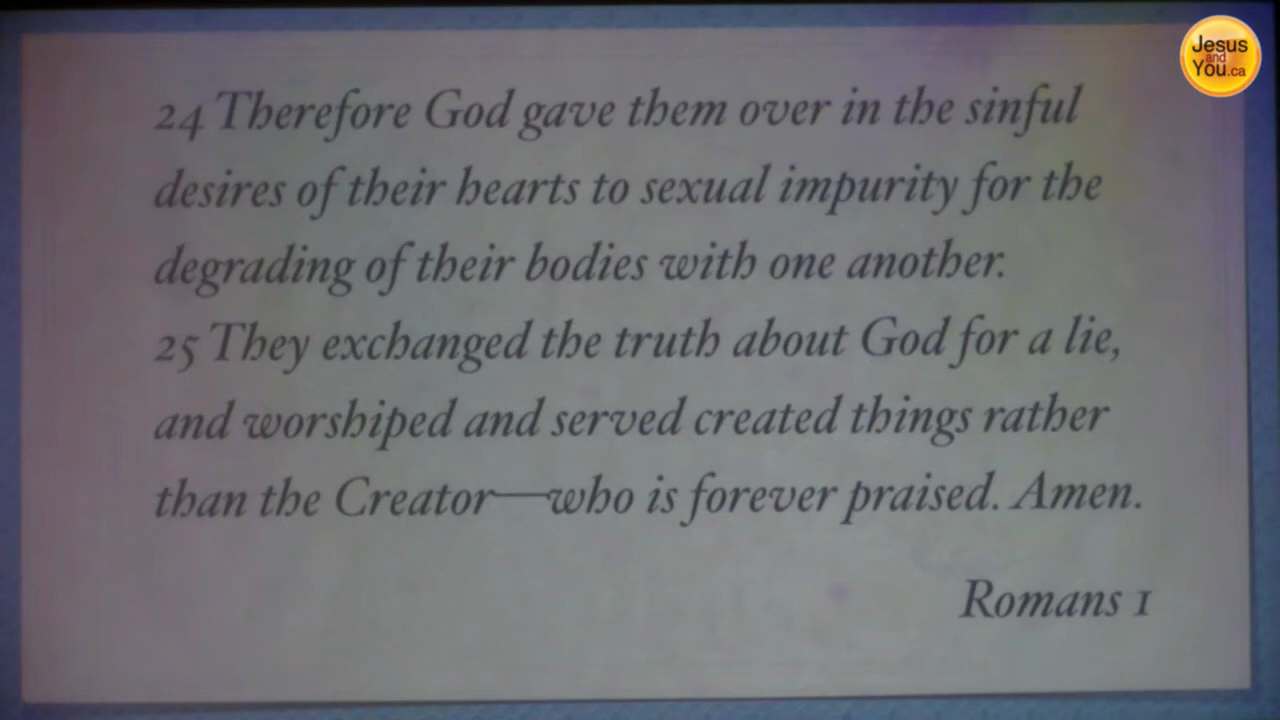 Jesus
and
You.ca
24 Therefore God gave them over in the sinful
desires of their hearts to sexual impurity for the
degrading of their bodies with one another.
25 They exchanged the truth about God for a lie,
and worshiped and served created things rather
than the Creator—who is forever praised. Amen.
Romans 1